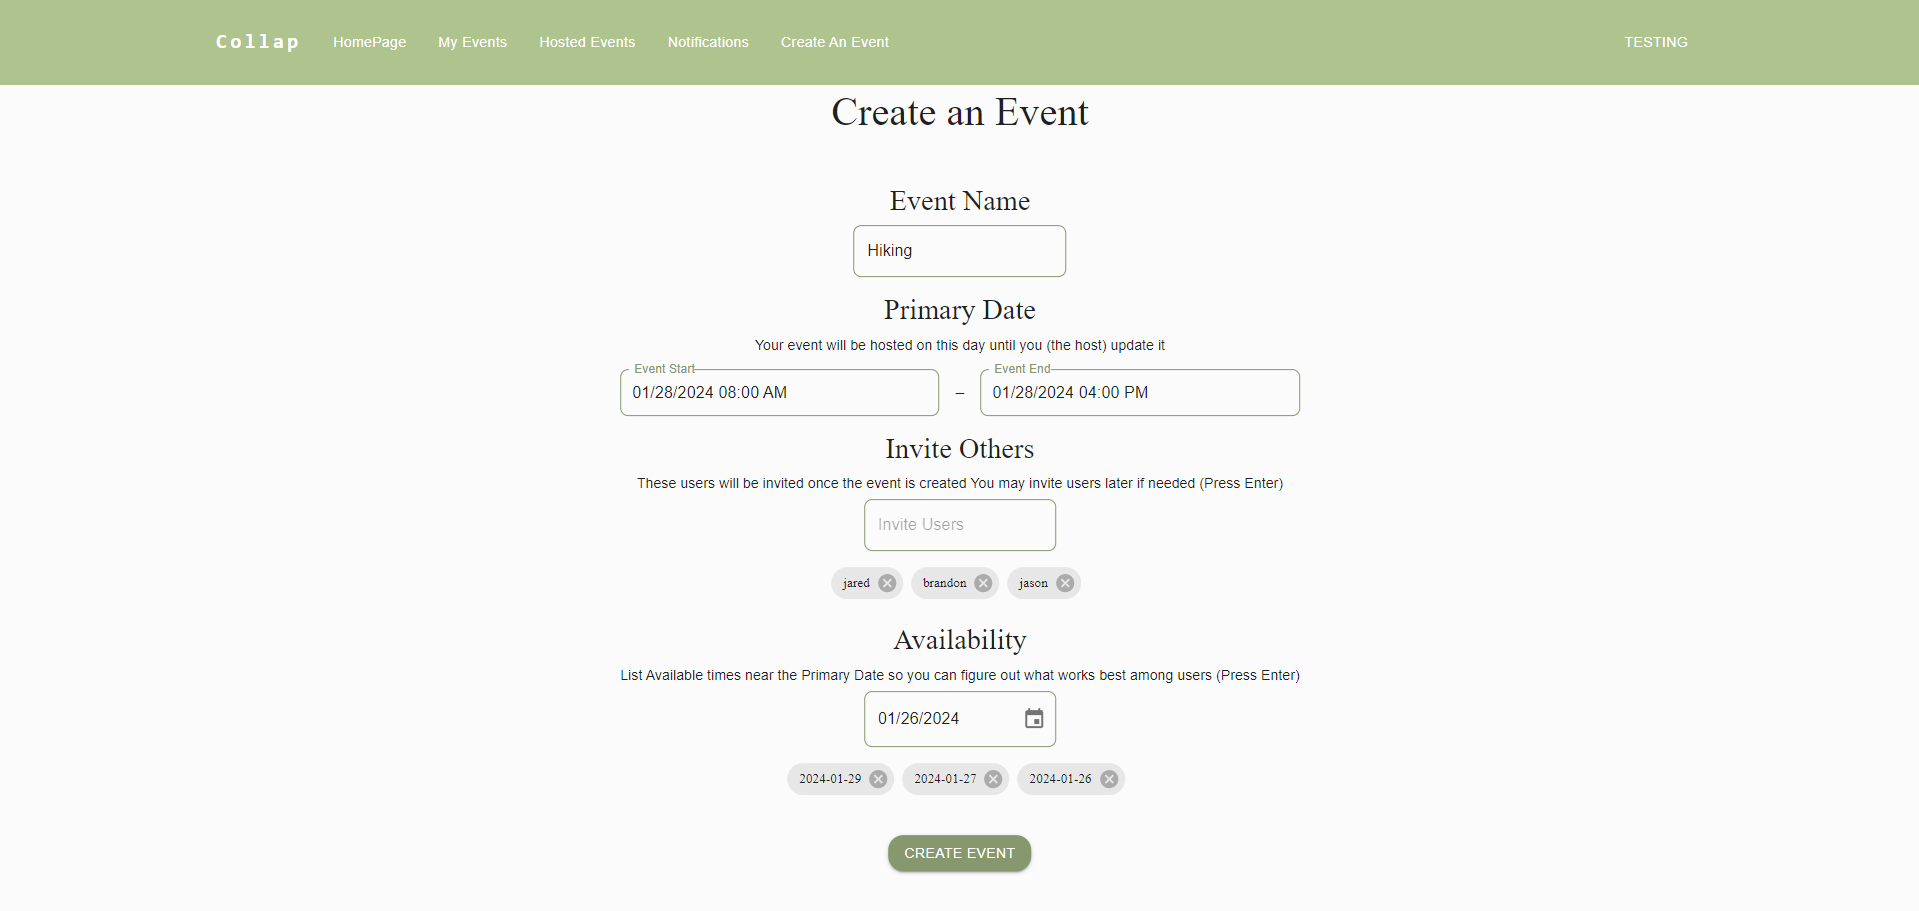 Collap HomePage My Events Hosted Events Notifications Create An Event TESTING
Create an Event
Event Name
Hiking
Primary Date
Your event will be hosted on this day until you (the host) update it
Event Start Event End
01/28/2024 08:00 AM – 01/28/2024 04:00 PM
Invite Others
These users will be invited once the event is created You may invite users later if needed (Press Enter)
Invite Users
jared brandon jason
Availability
List Available times near the Primary Date so you can figure out what works best among users (Press Enter)
01/26/2024
2024-01-29 2024-01-27 2024-01-26
CREATE EVENT